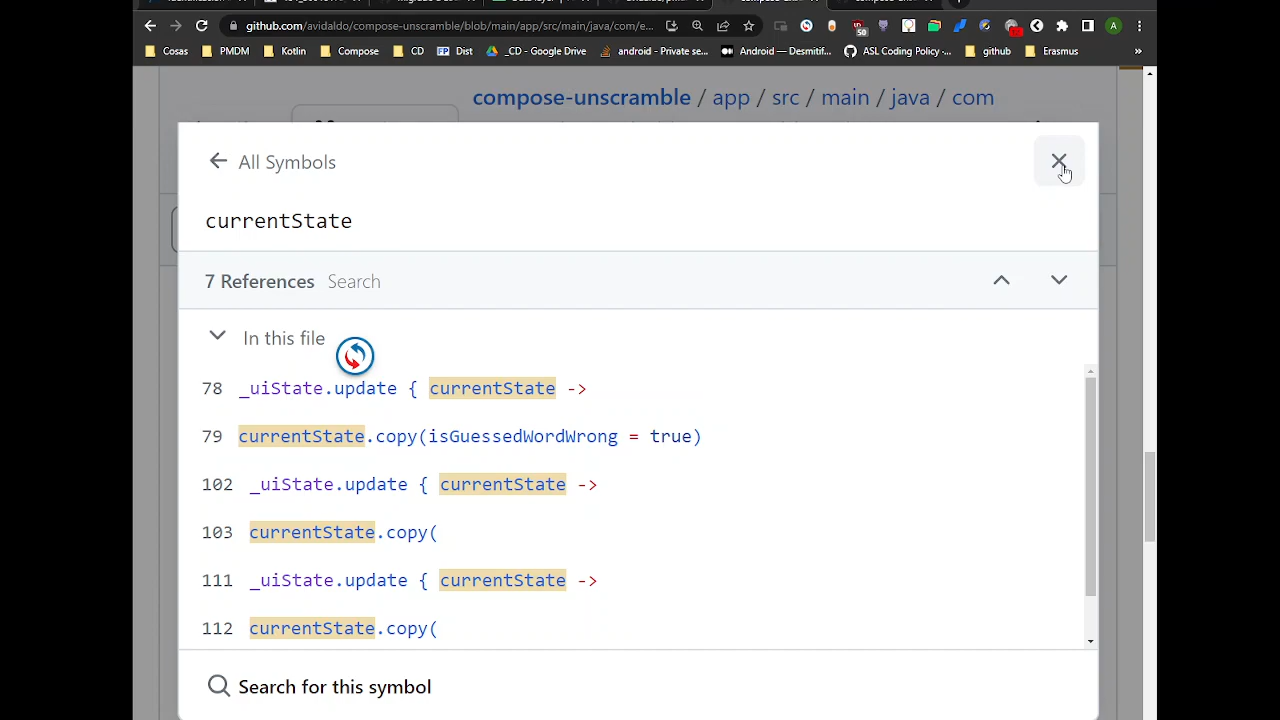 github.com/avidaldo/compose-unscramble/blob/main/app/src/main/java/com/e...
50
A
Cosas
PMDM
Kotlin
Compose
CD
FP Dist
_CD - Google Drive
android - Private se...
Android — Desmitif...
ASL Coding Policy ·...
github
Erasmus
»
compose-unscramble / app / src / main / java / com
All Symbols
currentState
7 References Search
In this file
78 _uiState.update { currentState ->
79 currentState.copy(isGuessedWordWrong = true)
102 _uiState.update { currentState ->
103 currentState.copy(
111 _uiState.update { currentState ->
112 currentState.copy(
Search for this symbol